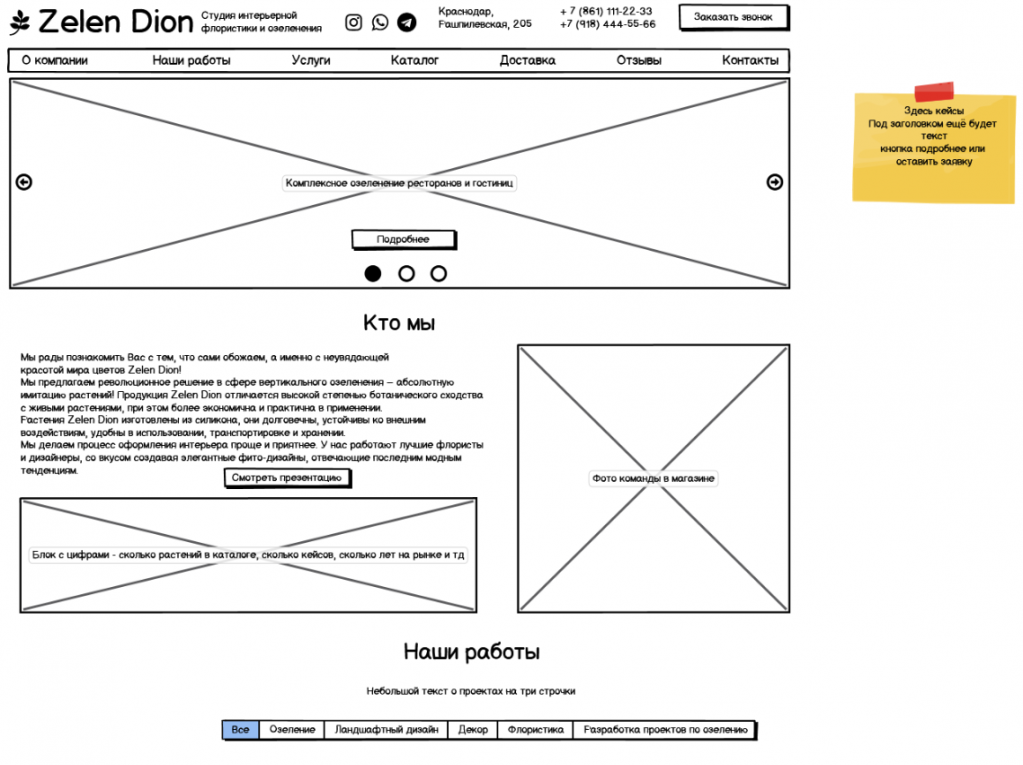 Zelen Dion
Студия интерьерной
флористики и озеленения
Краснодар,
Рашпилевская, 205
+ 7 (861) 111-22-33
+7 (918) 444-55-66
Заказать звонок
О компании Наши работы Услуги Каталог Доставка Отзывы Контакты
Здесь кейсы
Под заголовком ещё будет
текст
кнопка подробнее или
оставить заявку
Комплексное озеленение ресторанов и гостиниц
Подробнее
Кто мы
Мы рады познакомить Вас с тем, что сами обожаем, а именно с неувядающей
красотой мира цветов Zelen Dion!
Мы предлагаем революционное решение в сфере вертикального озеленения – абсолютную
имитацию растений! Продукция Zelen Dion отличается высокой степенью ботанического сходства
с живыми растениями, при этом более экономична и практична в применении.
Растения Zelen Dion изготовлены из силикона, они долговечны, устойчивы ко внешним
воздействиям, удобны в использовании, транспортировке и хранении.
Мы делаем процесс оформления интерьера проще и приятнее. У нас работают лучшие флористы
и дизайнеры, со вкусом создавая элегантные фито-дизайны, отвечающие последним модным
тенденциям.
Смотреть презентацию
Фото команды в магазине
Блок с цифрами - сколько растений в каталоге, сколько кейсов, сколько лет на рынке и тд
Наши работы
Небольшой текст о проектах на три строчки
Все Озеление Ландшафтный дизайн Декор Флористика Разработка проектов по озелению